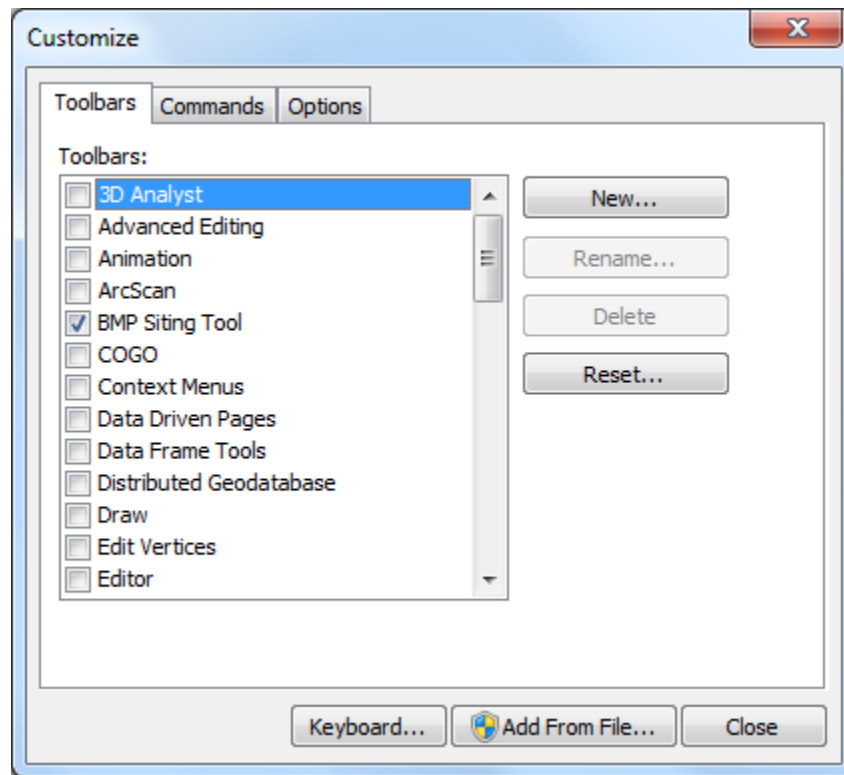 Customize
Toolbars Commands Options
Toolbars:
3D Analyst
Advanced Editing
Animation
ArcScan
BMP Siting Tool
COGO
Context Menus
Data Driven Pages
Data Frame Tools
Distributed Geodatabase
Draw
Edit Vertices
Editor
New...
Rename...
Delete
Reset...
Keyboard... Add From File... Close